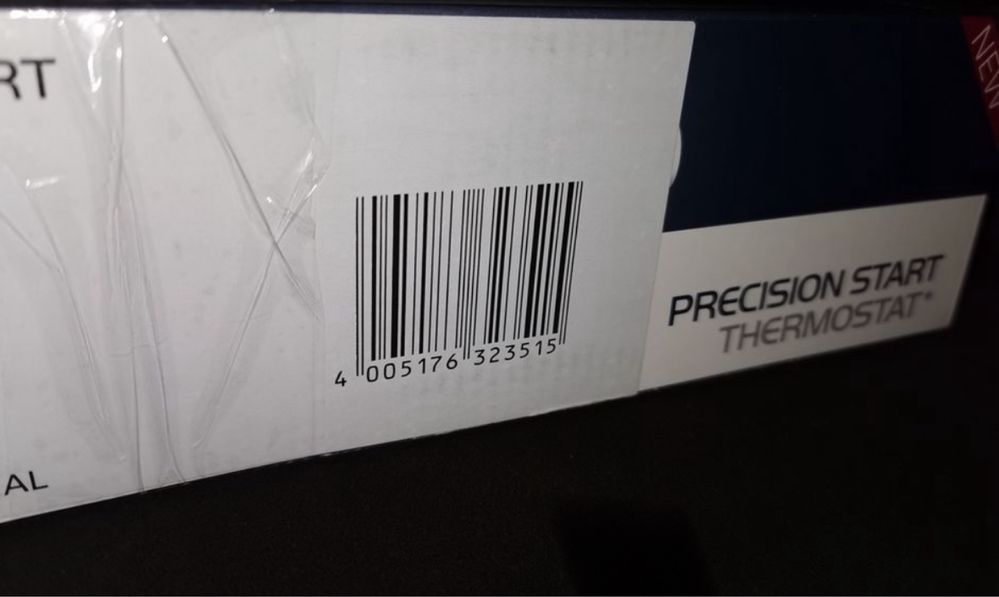 RT
NEW
4 005176 323515
PRECISION START
THERMOSTAT*
AL